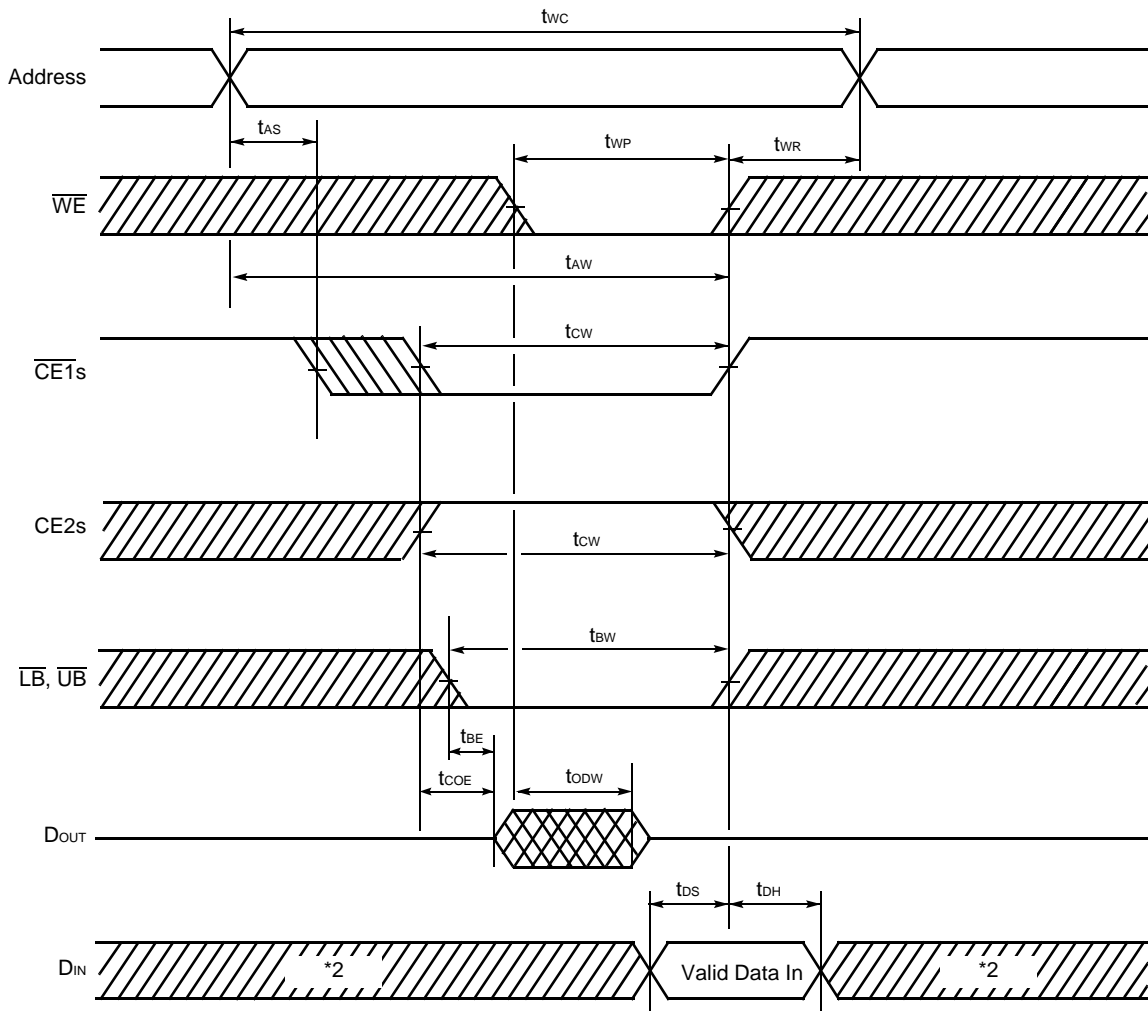 tWC
Address
tAS
tWP
tWR
WE
tAW
tCW
CE1s
CE2s
tCW
tBW
LB, UB
tBE
tCOE
tODW
DOUT
tDS
tDH
DIN
*2
Valid Data In
*2